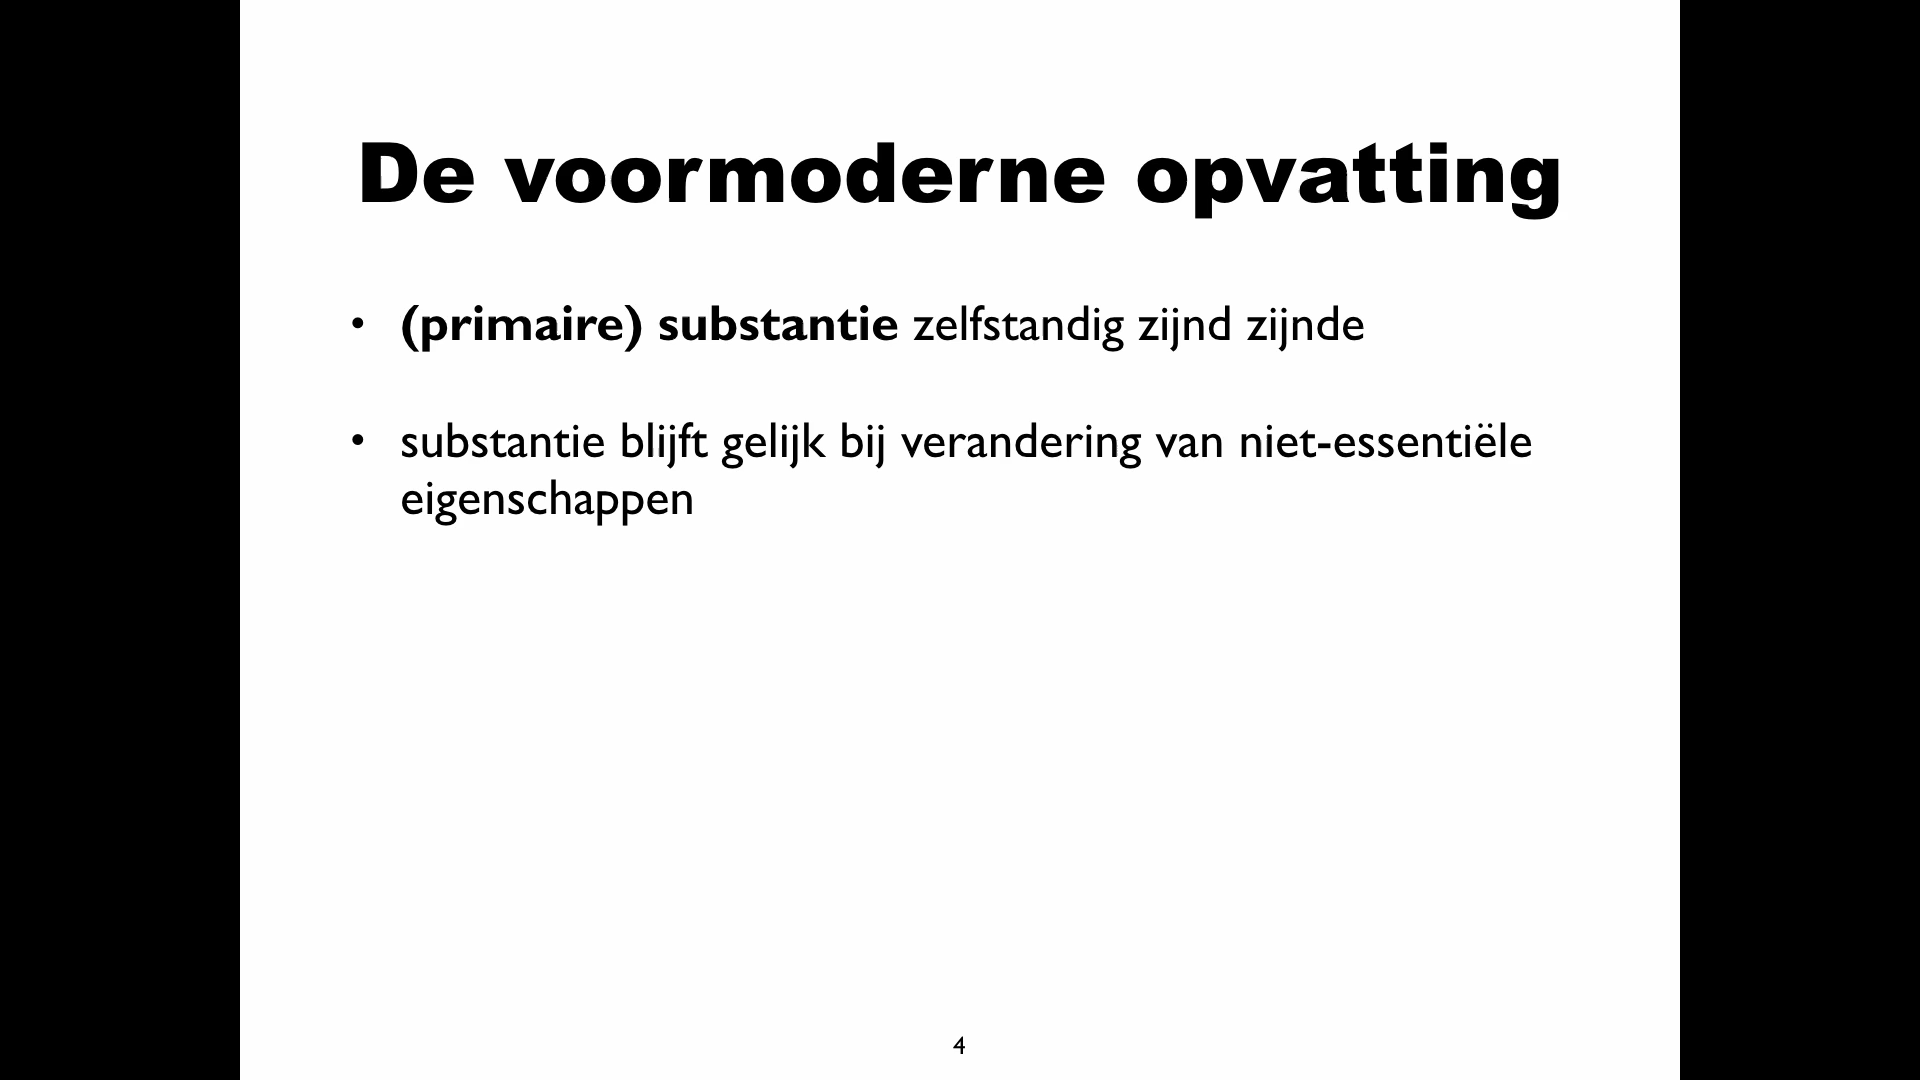 De voormoderne opvatting
• (primaire) substantie zelfstandig zijnd zijnde
• substantie blijft gelijk bij verandering van niet-essentiële
eigenschappen
4